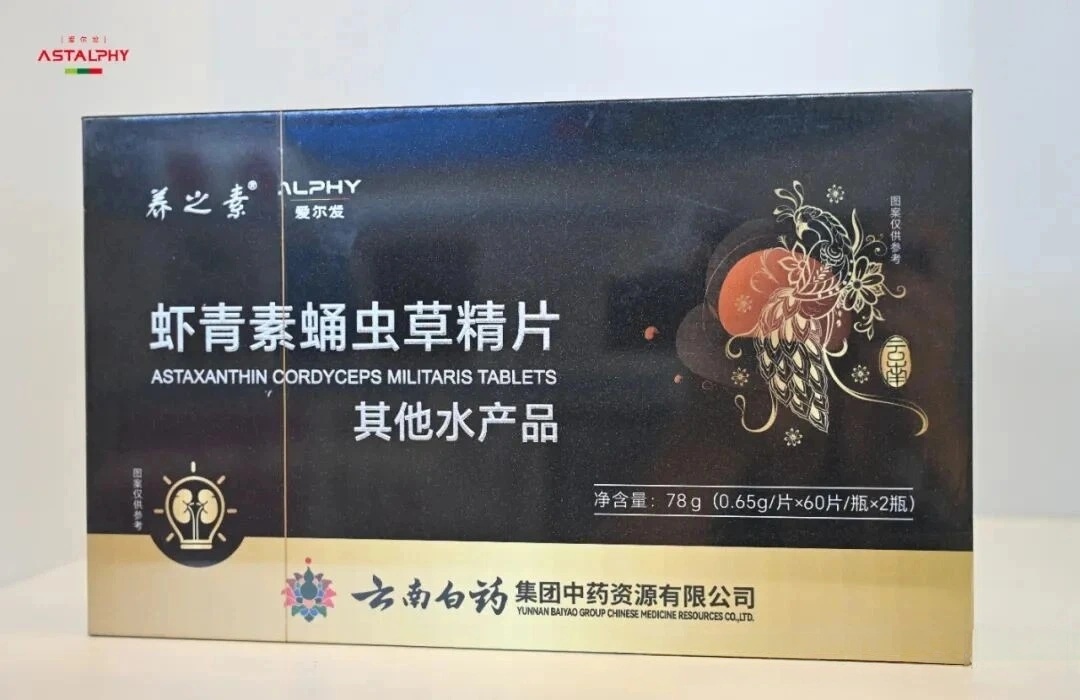 爱尔发
ASTALPHY
养之素®
ALPHY
爱尔发
图案仅供参考
虾青素蛹虫草精片
ASTAXANTHIN CORDYCEPS MILITARIS TABLETS
其他水产品
云南
图案仅供参考
净含量：78g（0.65g/片×60片/瓶×2瓶）
云南白药集团中药资源有限公司
YUNNAN BAIYAO GROUP CHINESE MEDICINE RESOURCES CO.,LTD.